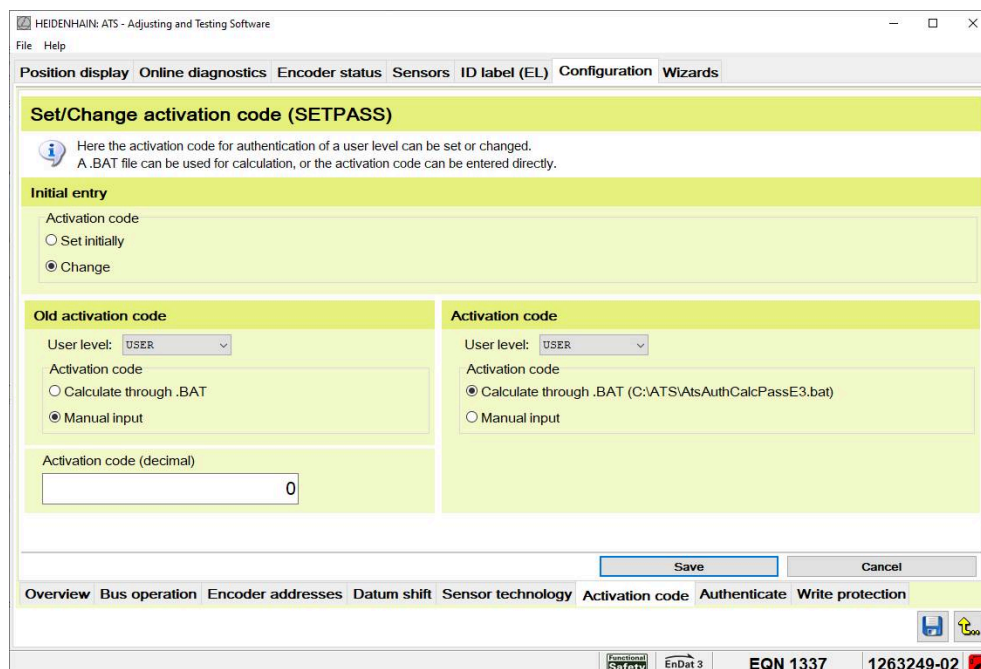 HEIDENHAIN: ATS - Adjusting and Testing Software
File Help
Position display Online diagnostics Encoder status Sensors ID label (EL) Configuration Wizards
Set/Change activation code (SETPASS)
Here the activation code for authentication of a user level can be set or changed.
A .BAT file can be used for calculation, or the activation code can be entered directly.
Initial entry
Activation code
Set initially
Change
Old activation code
User level: USER
Activation code
Calculate through .BAT
Manual input
Activation code (decimal)
0
Activation code
User level: USER
Activation code
Calculate through .BAT (C:\ATS\AtsAuthCalcPassE3.bat)
Manual input
Save Cancel
Overview Bus operation Encoder addresses Datum shift Sensor technology Activation code Authenticate Write protection
Functional
Safety EnDat 3 EQN 1337 1263249-02